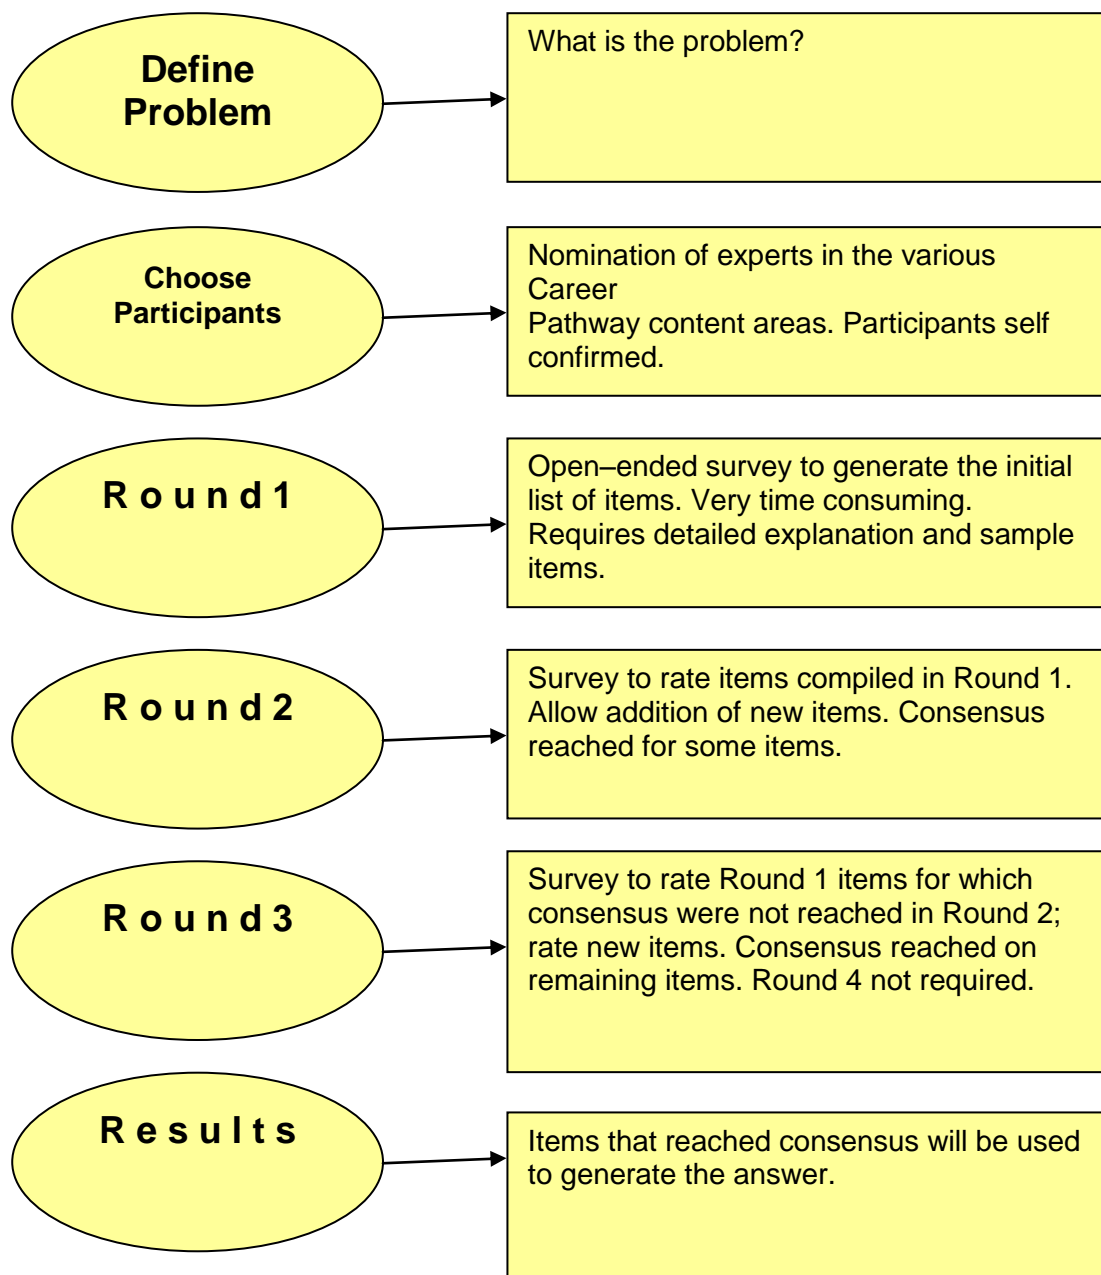 Define
Problem
What is the problem?
Choose
Participants
Nomination of experts in the various
Career
Pathway content areas. Participants self
confirmed.
R o u n d 1
Open–ended survey to generate the initial
list of items. Very time consuming.
Requires detailed explanation and sample
items.
R o u n d 2
Survey to rate items compiled in Round 1.
Allow addition of new items. Consensus
reached for some items.
R o u n d 3
Survey to rate Round 1 items for which
consensus were not reached in Round 2;
rate new items. Consensus reached on
remaining items. Round 4 not required.
R e s u l t s
Items that reached consensus will be used
to generate the answer.